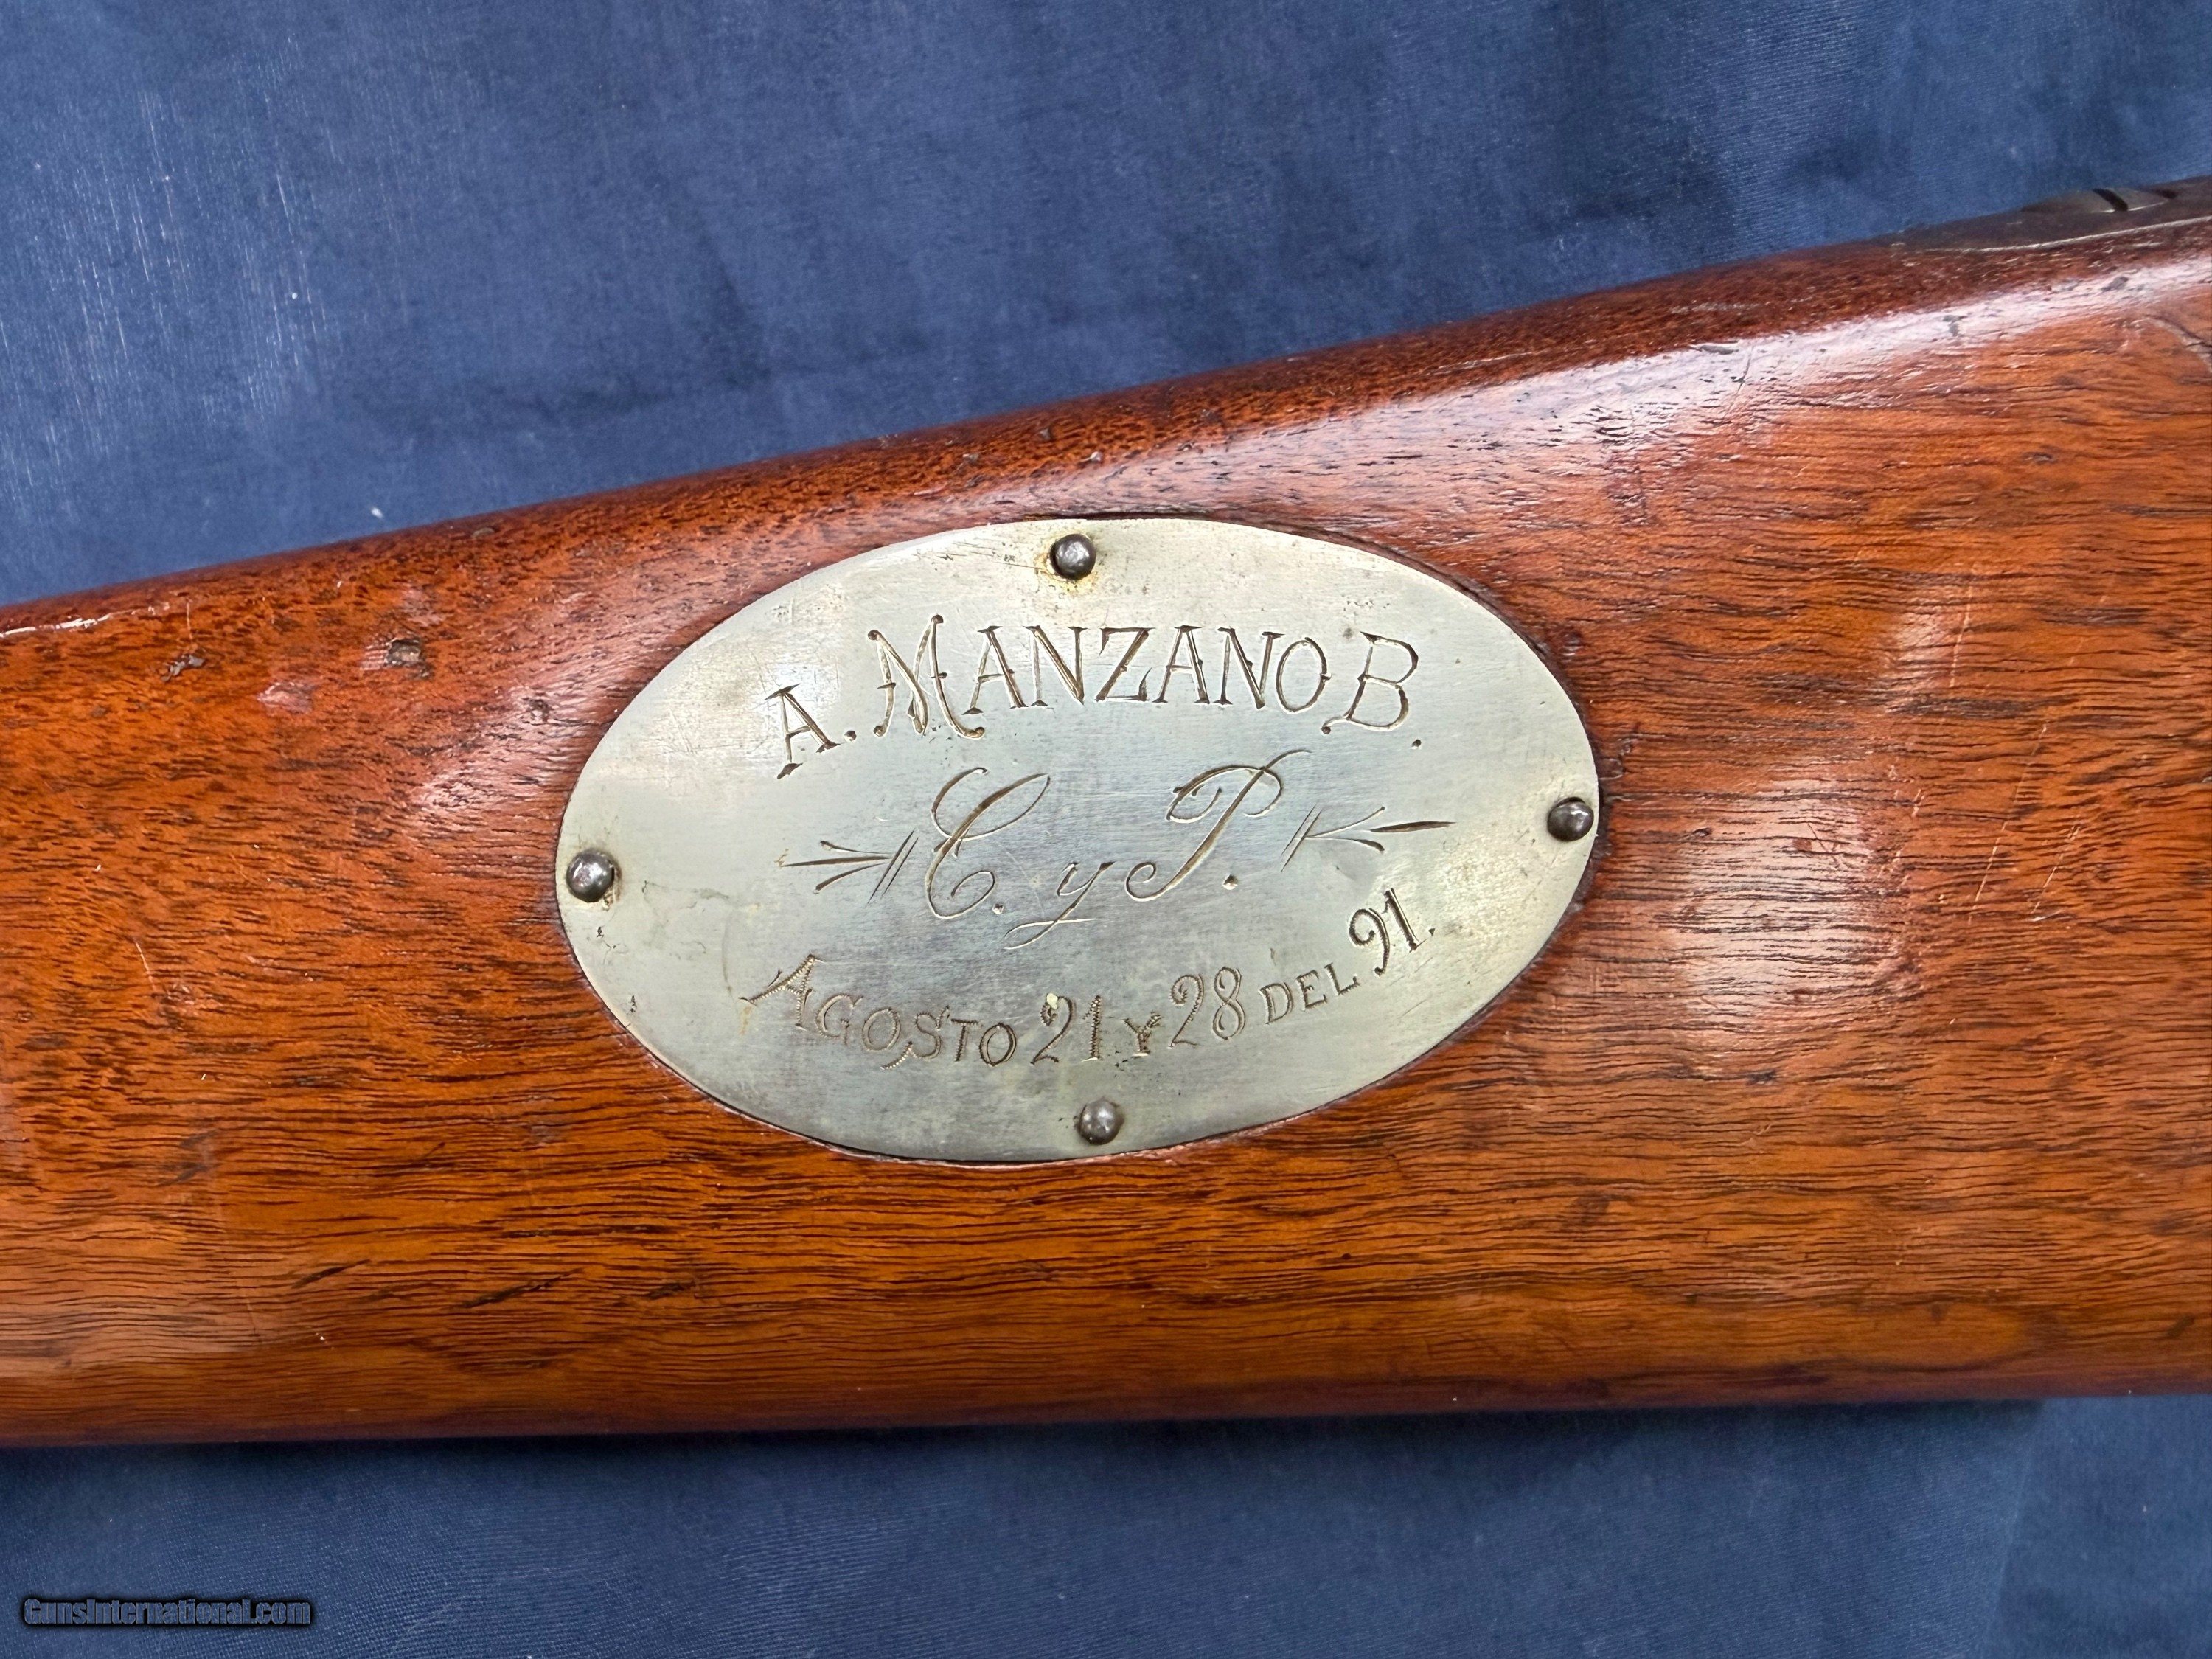 A. MANZANO B.
C. y P.
AGOSTO 21 Y 28 DEL 91.
GunsInternational.com